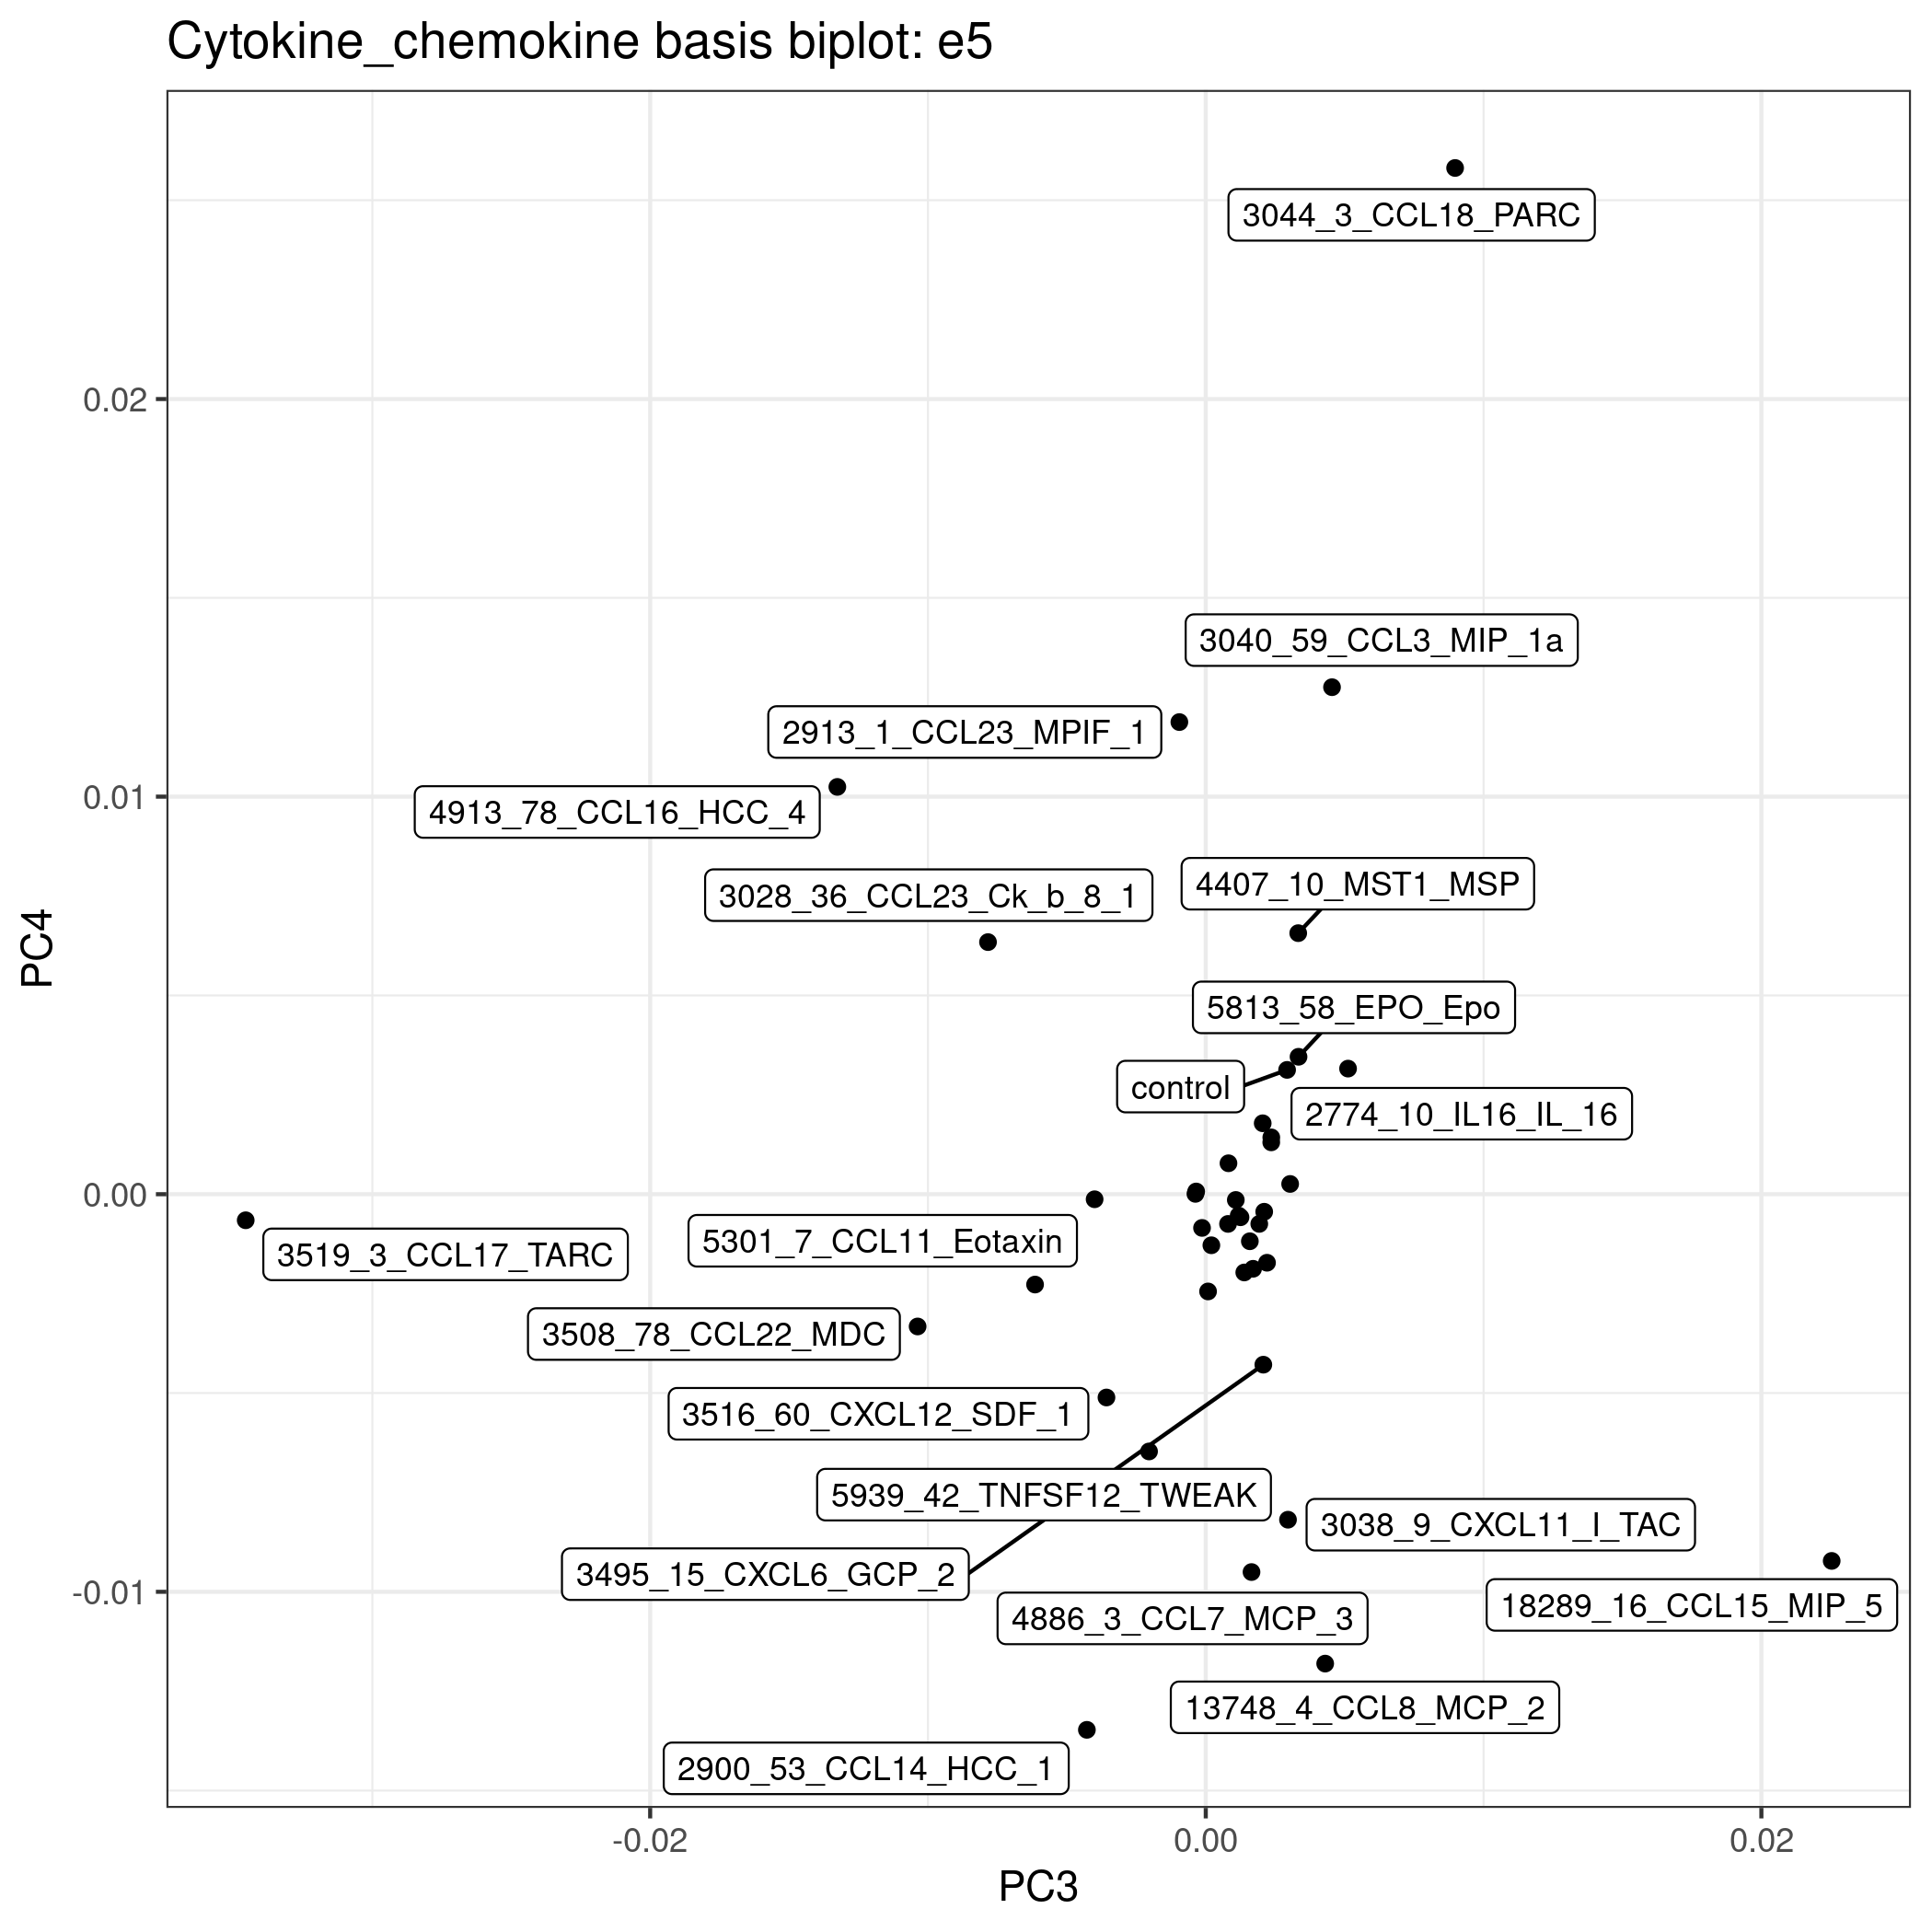 Cytokine_chemokine basis biplot: e5
3044_3_CCL18_PARC
0.02
3040_59_CCL3_MIP_1a
2913_1_CCL23_MPIF_1
0.01
4913_78_CCL16_HCC_4
4407_10_MST1_MSP
3028_36_CCL23_Ck_b_8_1
PC4
5813_58_EPO_Epo
control
2774_10_IL16_IL_16
0.00
5301_7_CCL11_Eotaxin
3519_3_CCL17_TARC
3508_78_CCL22_MDC
3516_60_CXCL12_SDF_1
5939_42_TNFSF12_TWEAK
3038_9_CXCL11_I_TAC
3495_15_CXCL6_GCP_2
-0.01
18289_16_CCL15_MIP_5
4886_3_CCL7_MCP_3
13748_4_CCL8_MCP_2
2900_53_CCL14_HCC_1
-0.02
0.00
0.02
PC3